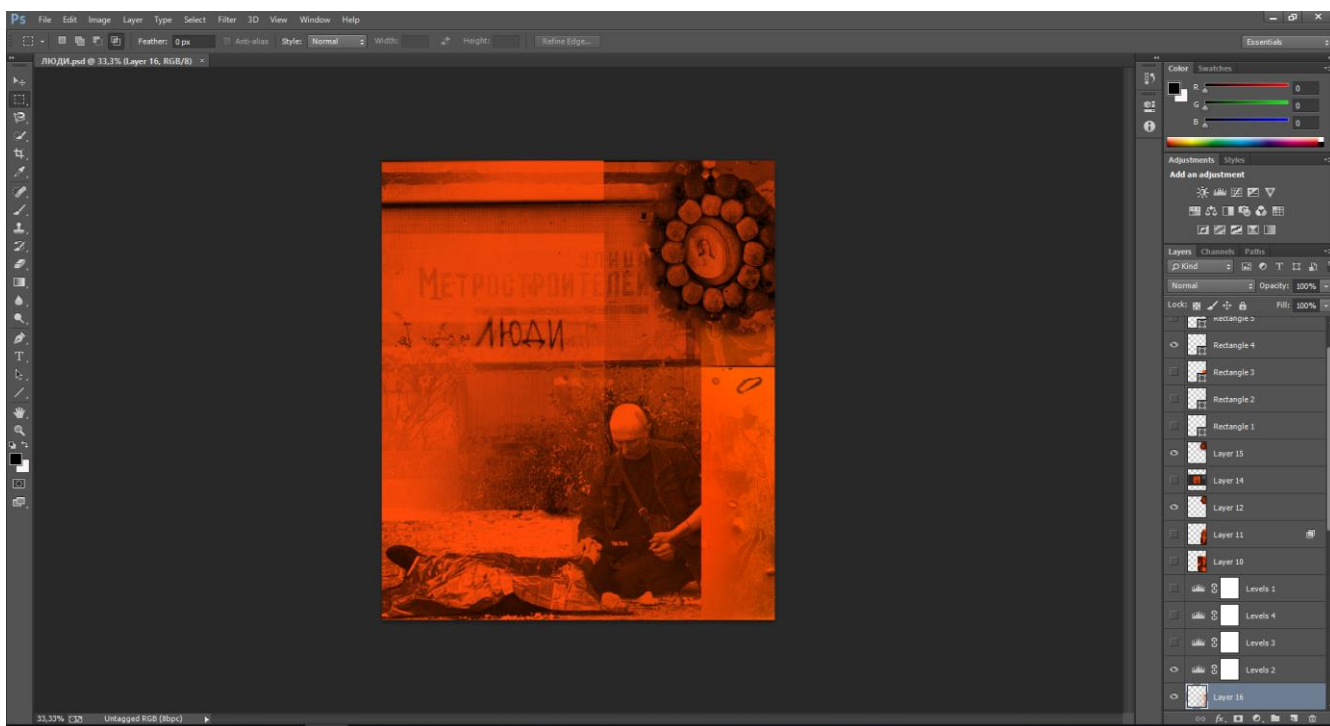 Ps File Edit Image Layer Type Select Filter 3D View Window Help
Feather: 0 px Anti-alias Style: Normal Width: Height: Refine Edge... Essentials
ЛЮДИ.psd @ 33,3% (Layer 16, RGB/8) ×
Color Swatches
R 0
G 0
B 0
Adjustments Styles
Add an adjustment
Layers Channels Paths
Kind
Normal Opacity: 100%
Lock: Fill: 100%
Rectangle 5
Rectangle 4
Rectangle 3
Rectangle 2
Rectangle 1
Layer 15
Layer 14
Layer 12
Layer 11
Layer 10
Levels 1
Levels 4
Levels 3
Levels 2
Layer 16
улица
Метростроителей
ЛЮДИ
33,33% Untagged RGB (8bpc)